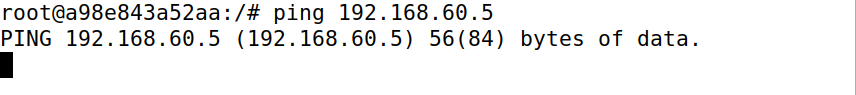 root@a98e843a52aa:/# ping 192.168.60.5
PING 192.168.60.5 (192.168.60.5) 56(84) bytes of data.